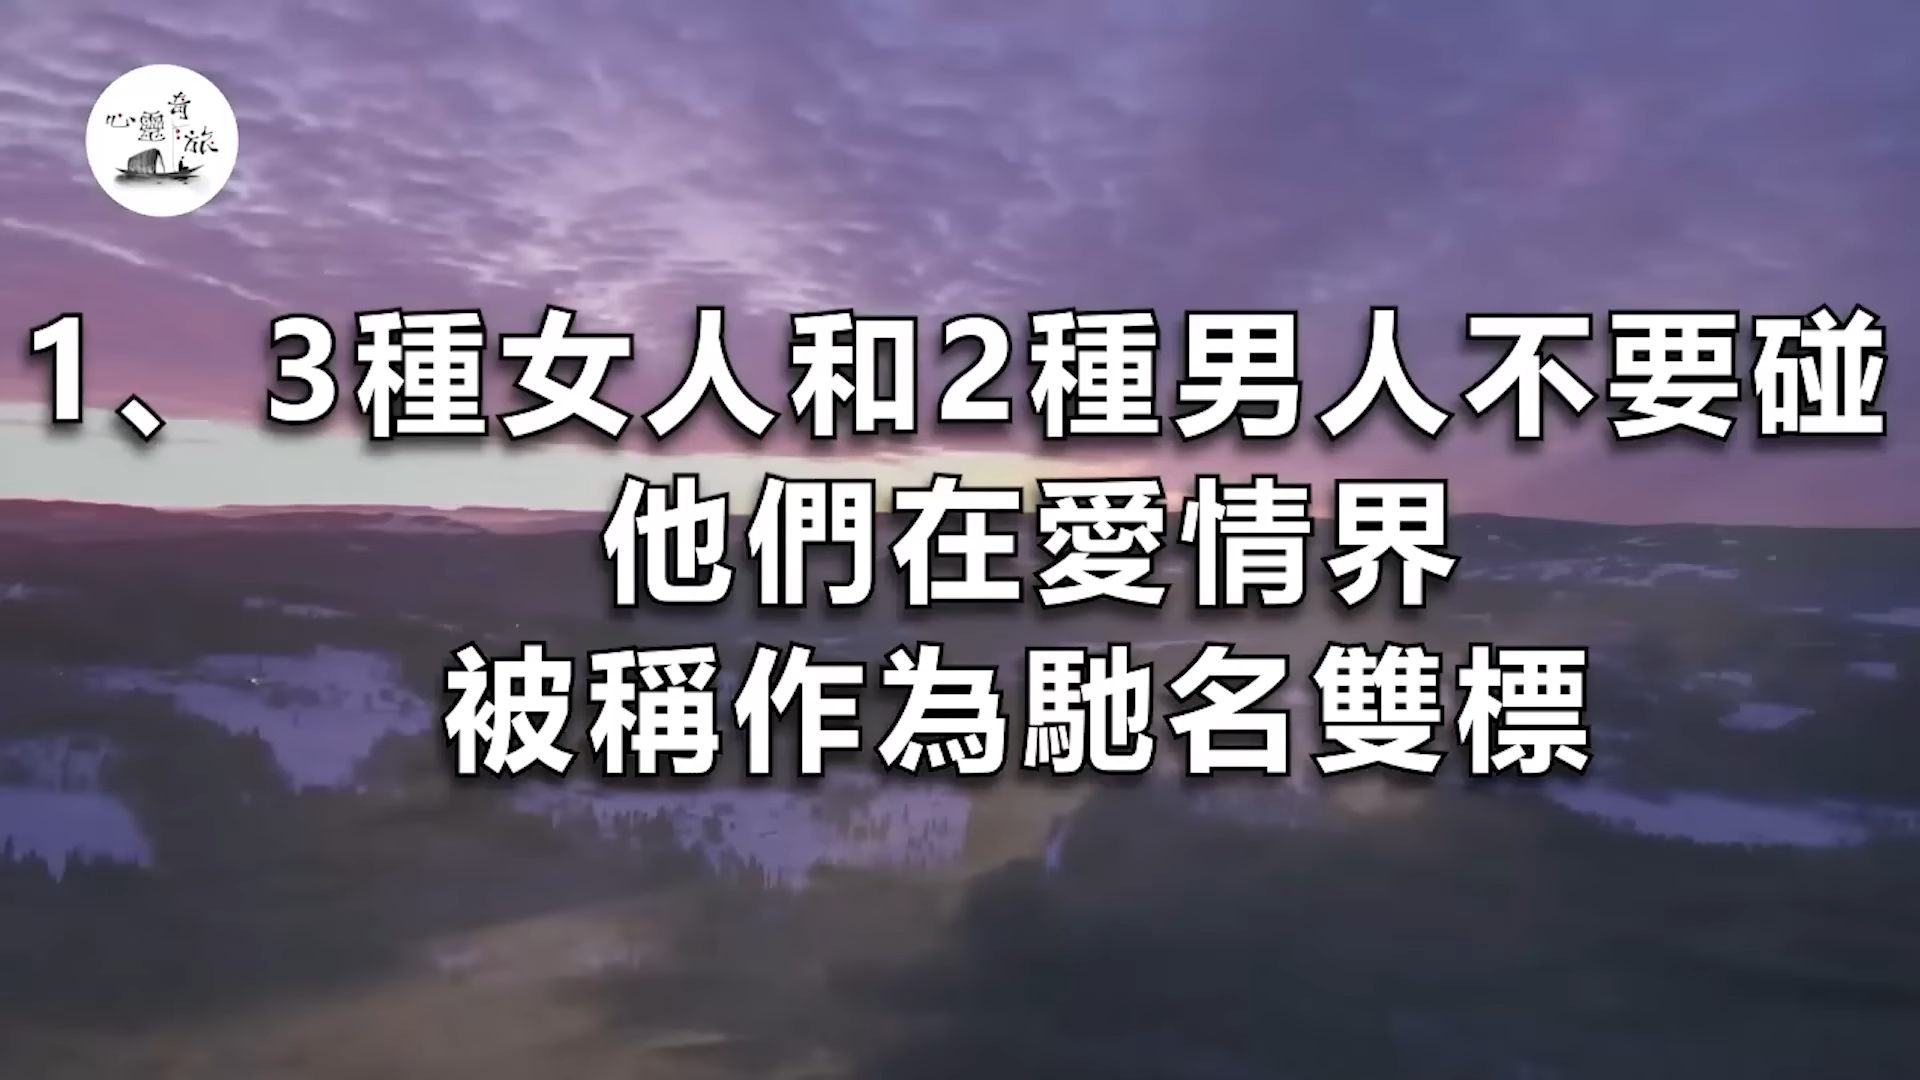 心靈奇旅
1、3種女人和2種男人不要碰
他們在愛情界
被稱作為馳名雙標